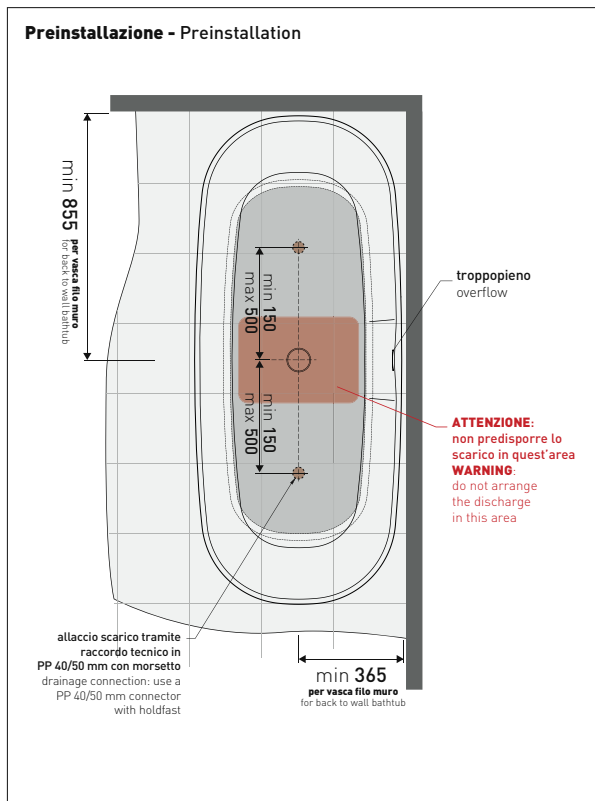 Preinstallazione - Preinstallation
min 855
per vasca filo muro
for back to wall bathtub
min 150
max 500
troppopieno
overflow
min 150
max 500
ATTENZIONE:
non predisporre lo
scarico in quest'area
WARNING:
do not arrange
the discharge
in this area
allaccio scarico tramite
raccordo tecnico in
PP 40/50 mm con morsetto
drainage connection: use a
PP 40/50 mm connector
with holdfast
min 365
per vasca filo muro
for back to wall bathtub